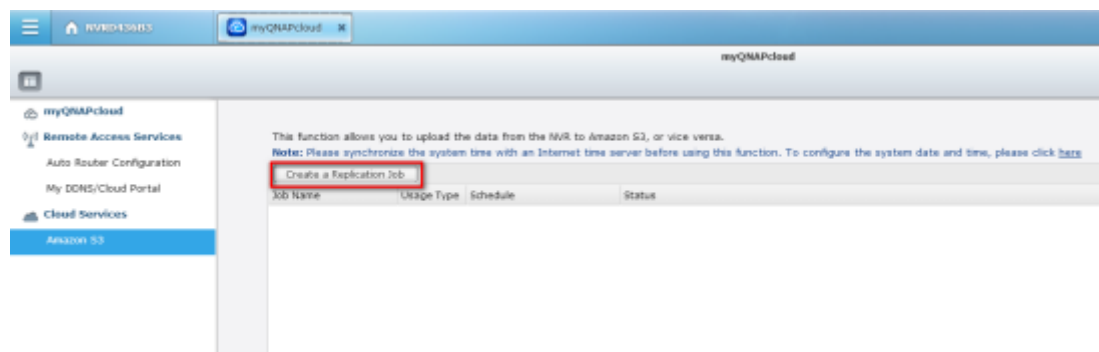 NVRD436B3
myQNAPcloud
myQNAPcloud
myQNAPcloud
Remote Access Services
Auto Router Configuration
My DDNS/Cloud Portal
Cloud Services
Amazon S3
This function allows you to upload the data from the NVR to Amazon S3, or vice versa.
Note: Please synchronize the system time with an Internet time server before using this function. To configure the system date and time, please click here
Create a Replication Job
Job Name Usage Type Schedule Status